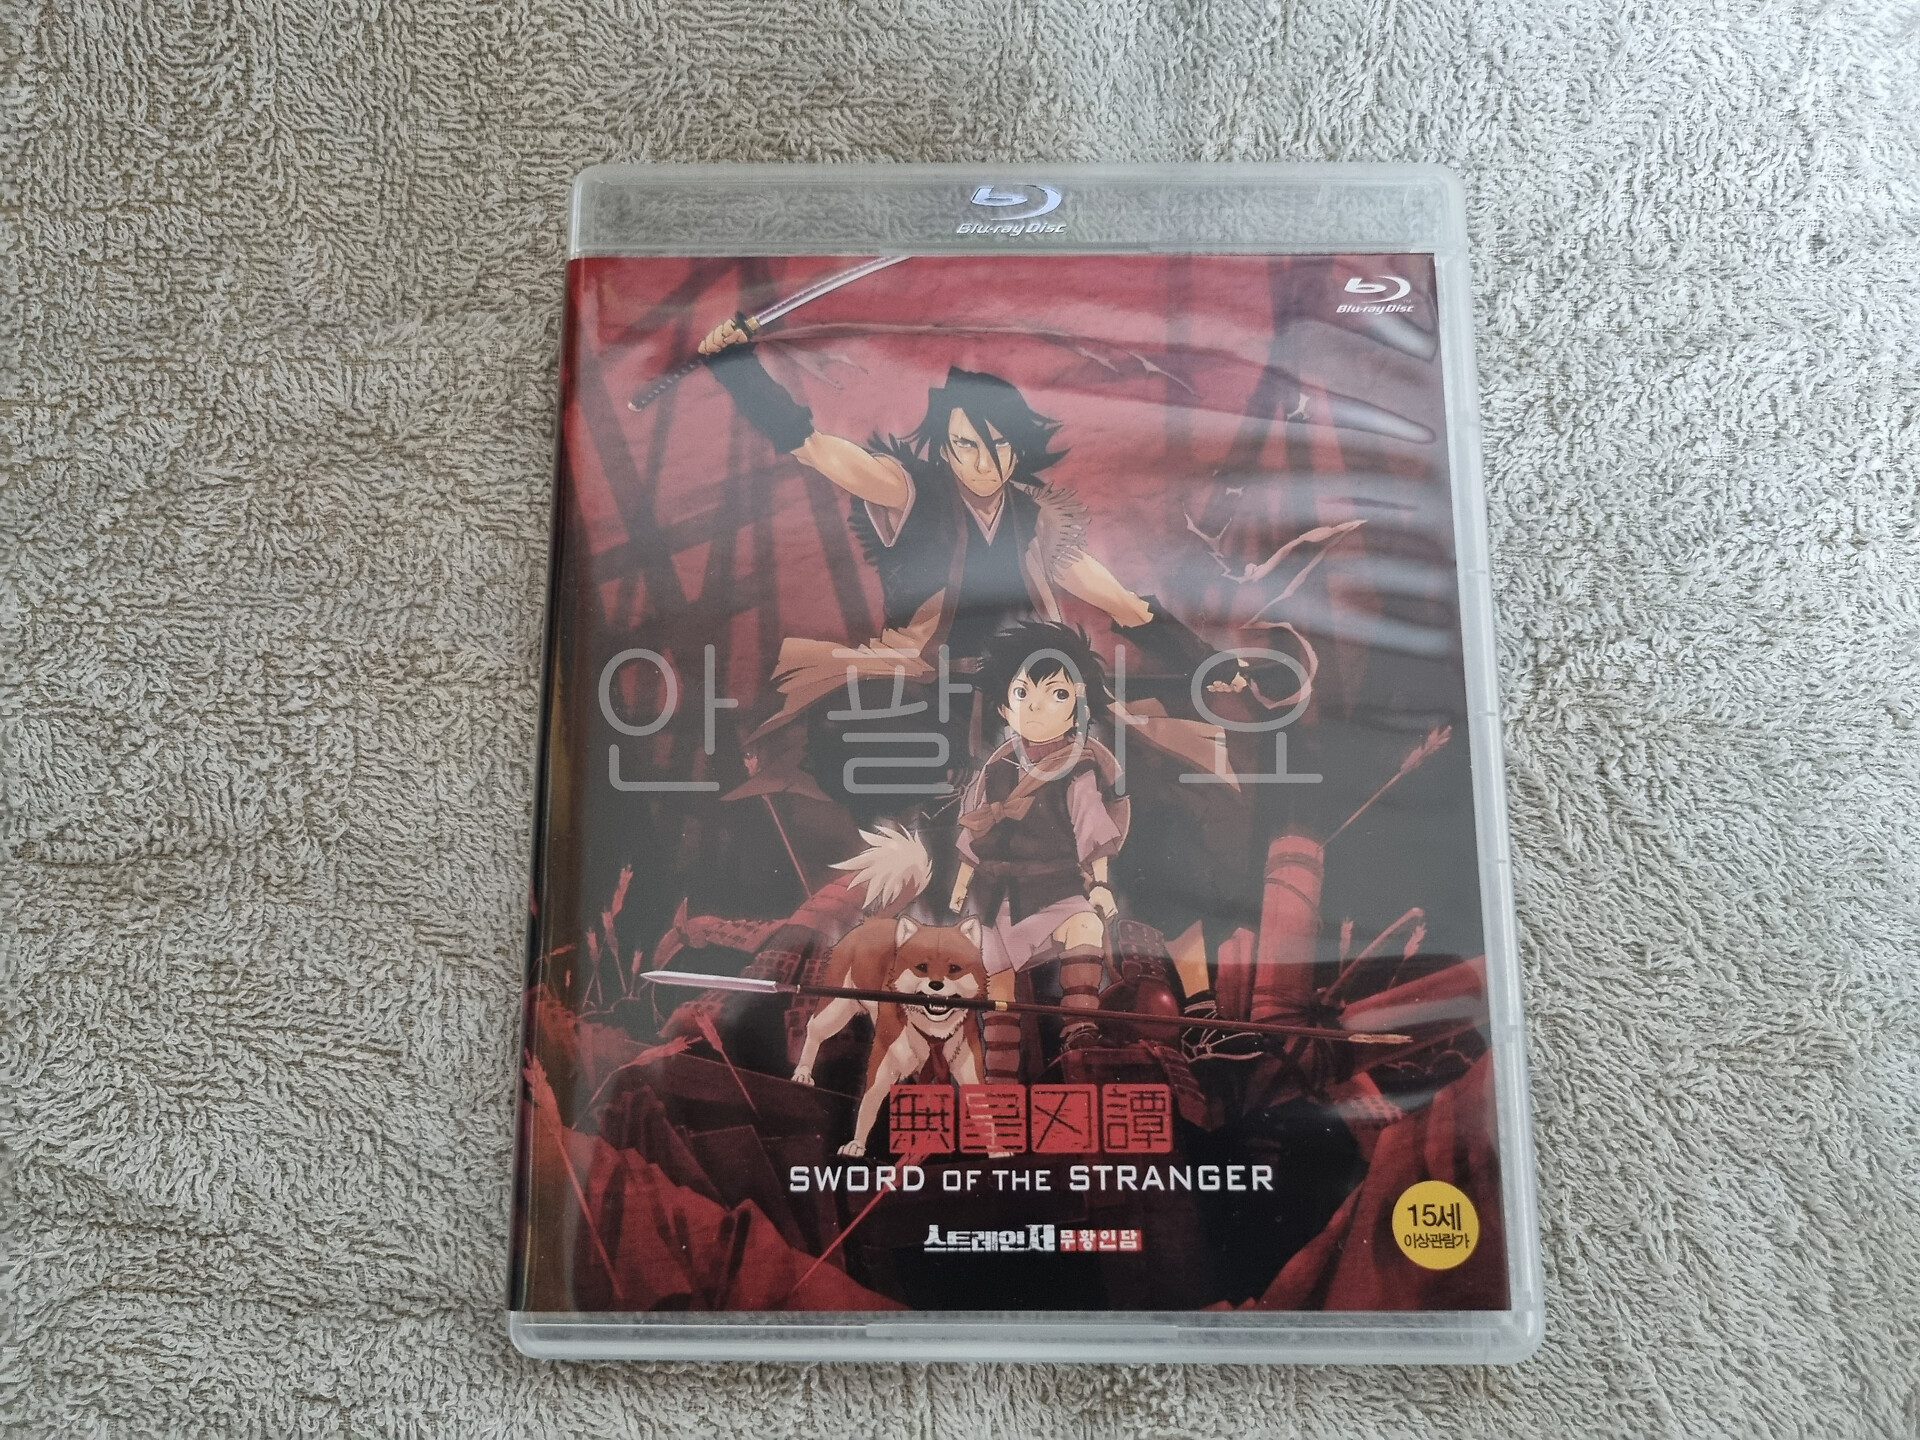 Blu-ray Disc
Blu-ray Disc
안 팔아요
無皇刃譚
SWORD OF THE STRANGER
스트레인저 무황인담
15세
이상관람가